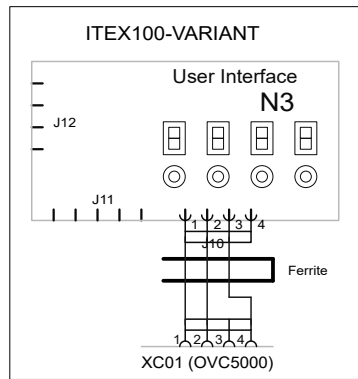 ITEX100-VARIANT
User Interface
N3
J12
J11
1 2 3 4
J10
Ferrite
1 2 3 4
XC01 (OVC5000)